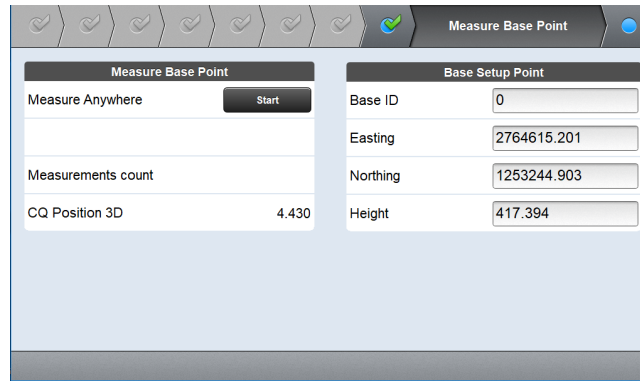 Measure Base Point
Measure Base Point
Measure Anywhere
Start
Measurements count
CQ Position 3D
4.430
Base Setup Point
Base ID
0
Easting
2764615.201
Northing
1253244.903
Height
417.394